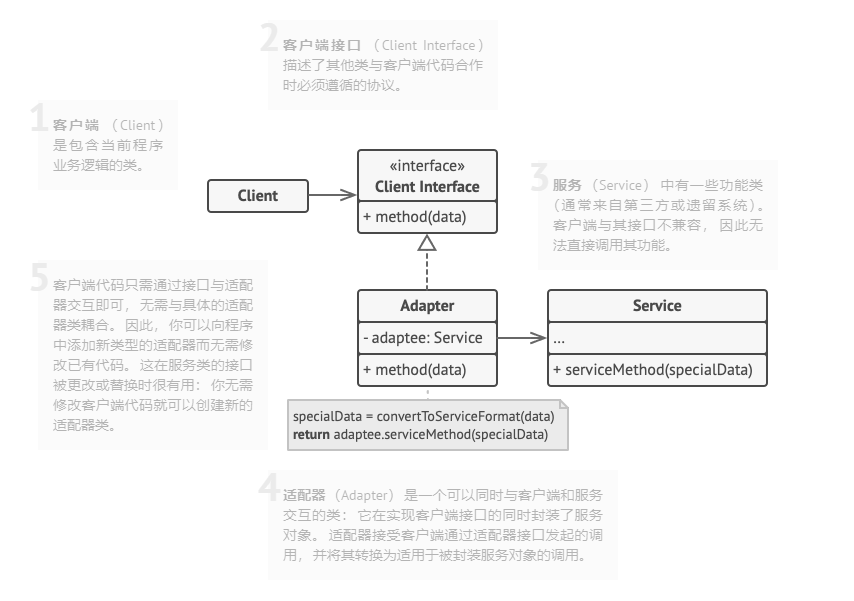 1
客户端 （Client）
是包含当前程序
业务逻辑的类。
2
客户端接口 （Client Interface）
描述了其他类与客户端代码合作
时必须遵循的协议。
Client
«interface»
Client Interface
+ method(data)
3
服务 （Service） 中有一些功能类
（通常来自第三方或遗留系统）。
客户端与其接口不兼容， 因此无
法直接调用其功能。
5
客户端代码只需通过接口与适配
器交互即可， 无需与具体的适配
器类耦合。 因此， 你可以向程序
中添加新类型的适配器而无需修
改已有代码。 这在服务类的接口
被更改或替换时很有用： 你无需
修改客户端代码就可以创建新的
适配器类。
Adapter
- adaptee: Service
+ method(data)
Service
...
+ serviceMethod(specialData)
specialData = convertToServiceFormat(data)
return adaptee.serviceMethod(specialData)
4
适配器 （Adapter） 是一个可以同时与客户端和服务
交互的类： 它在实现客户端接口的同时封装了服务
对象。 适配器接受客户端通过适配器接口发起的调
用， 并将其转换为适用于被封装服务对象的调用。